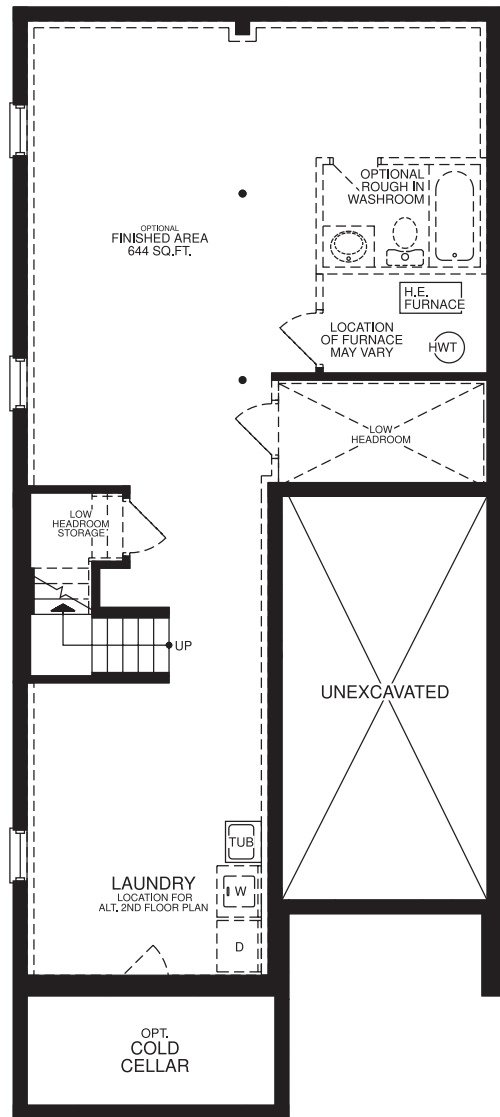 OPTIONAL
ROUGH IN
WASHROOM
OPTIONAL
FINISHED AREA
644 SQ.FT.
H.E.
FURNACE
LOCATION
OF FURNACE
MAY VARY
HWT
LOW
HEADROOM
LOW
HEADROOM
STORAGE
UP
UNEXCAVATED
TUB
LAUNDRY
LOCATION FOR
ALT. 2ND FLOOR PLAN
W
D
OPT.
COLD
CELLAR